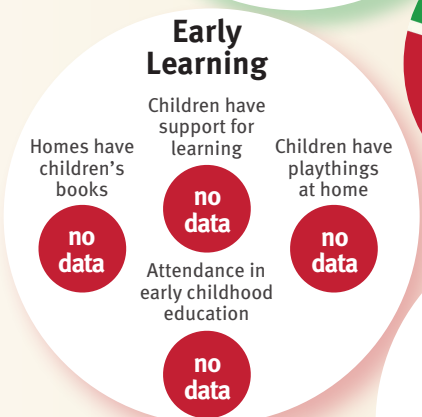 Early
Learning
Children have
support for
learning
no
data
Homes have
children’s
books
no
data
Children have
playthings
at home
no
data
Attendance in
early childhood
education
no
data